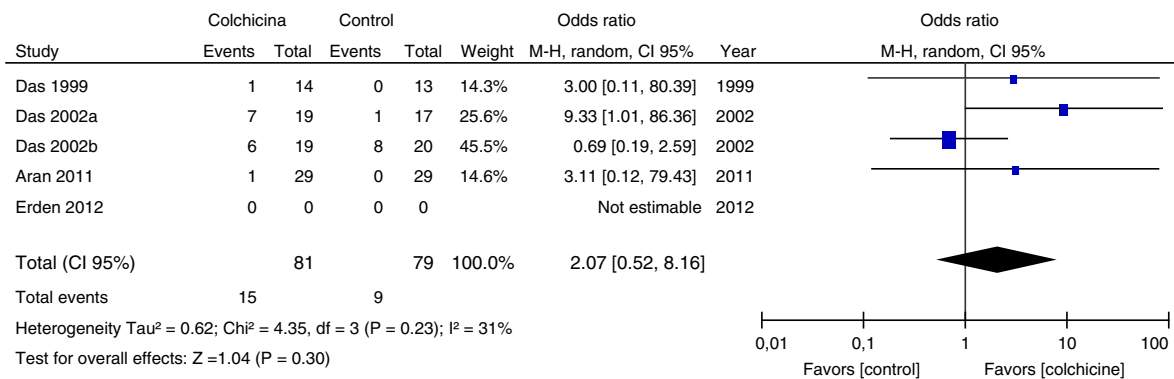 Colchicina Control Odds ratio Odds ratio
Study Events Total Events Total Weight M-H, random, CI 95% Year M-H, random, CI 95%
Das 1999 1 14 0 13 14.3% 3.00 [0.11, 80.39] 1999
Das 2002a 7 19 1 17 25.6% 9.33 [1.01, 86.36] 2002
Das 2002b 6 19 8 20 45.5% 0.69 [0.19, 2.59] 2002
Aran 2011 1 29 0 29 14.6% 3.11 [0.12, 79.43] 2011
Erden 2012 0 0 0 0 Not estimable 2012
Total (CI 95%) 81 79 100.0% 2.07 [0.52, 8.16]
Total events 15 9
Heterogeneity Tau² = 0.62; Chi² = 4.35, df = 3 (P = 0.23); I² = 31%
Test for overall effects: Z =1.04 (P = 0.30)
0,01 0,1 1 10 100
Favors [control] Favors [colchicine]